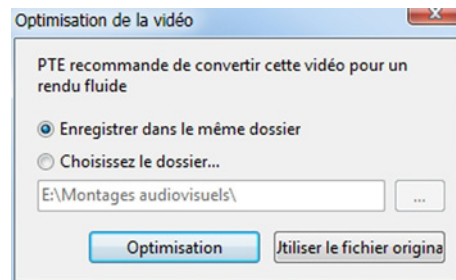 Optimisation de la vidéo
PTE recommande de convertir cette vidéo pour un
rendu fluide
Enregistrer dans le même dossier
Choisissez le dossier...
E:\Montages audiovisuels\
...
Optimisation
Jtiliser le fichier origina